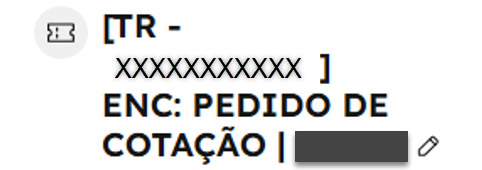 [TR -
XXXXXXXXXXX ]
ENC: PEDIDO DE
COTAÇÃO |